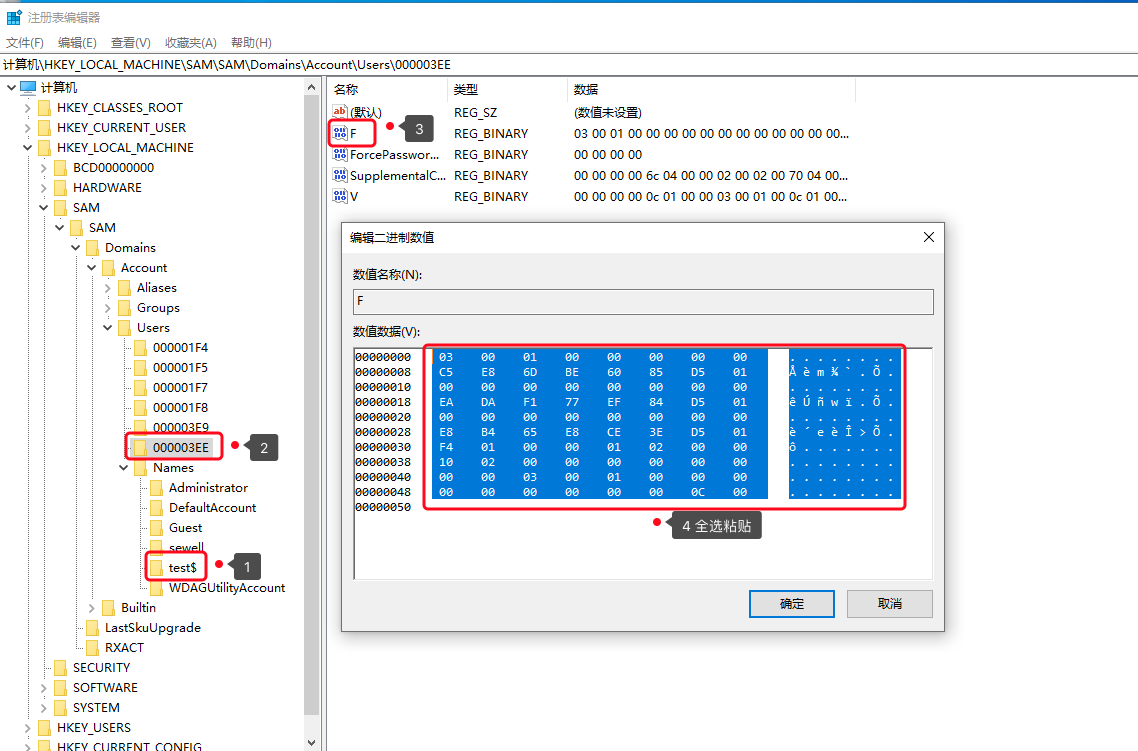 注册表编辑器
文件(F) 编辑(E) 查看(V) 收藏夹(A) 帮助(H)
计算机\HKEY_LOCAL_MACHINE\SAM\SAM\Domains\Account\Users\000003EE
计算机
HKEY_CLASSES_ROOT
HKEY_CURRENT_USER
HKEY_LOCAL_MACHINE
BCD00000000
HARDWARE
SAM
SAM
Domains
Account
Aliases
Groups
Users
000001F4
000001F5
000001F7
000001F8
000003E9
000003EE
2
Names
Administrator
DefaultAccount
Guest
sewell
test$
1
WDAGUtilityAccount
Builtin
LastSkuUpgrade
RXACT
SECURITY
SOFTWARE
SYSTEM
HKEY_USERS
HKEY_CURRENT_CONFIG
名称 类型 数据
ab (默认) REG_SZ (数值未设置)
F REG_BINARY 03 00 01 00 00 00 00 00 00 00 00 00 00 00 00...
3
ForcePasswor... REG_BINARY 00 00 00 00
SupplementalC... REG_BINARY 00 00 00 00 6c 04 00 00 02 00 02 00 70 04 00...
V REG_BINARY 00 00 00 00 0c 01 00 00 03 00 01 00 0c 01 00...
编辑二进制数值
数值名称(N):
F
数值数据(V):
00000000 03 00 01 00 00 00 00 00 . . . . . . . .
00000008 C5 E8 6D BE 60 85 D5 01 Å è m ¾ ` . Õ .
00000010 00 00 00 00 00 00 00 00 . . . . . . . .
00000018 EA DA F1 77 EF 84 D5 01 ê Ú ñ w ï . Õ .
00000020 00 00 00 00 00 00 00 00 . . . . . . . .
00000028 E8 B4 65 E8 CE 3E D5 01 è ´ e è Î > Õ .
00000030 F4 01 00 00 01 02 00 00 ô . . . . . . .
00000038 10 02 00 00 00 00 00 00 . . . . . . . .
00000040 00 00 03 00 01 00 00 00 . . . . . . . .
00000048 00 00 00 00 00 00 0C 00 . . . . . . . .
00000050
4 全选粘贴
确定 取消